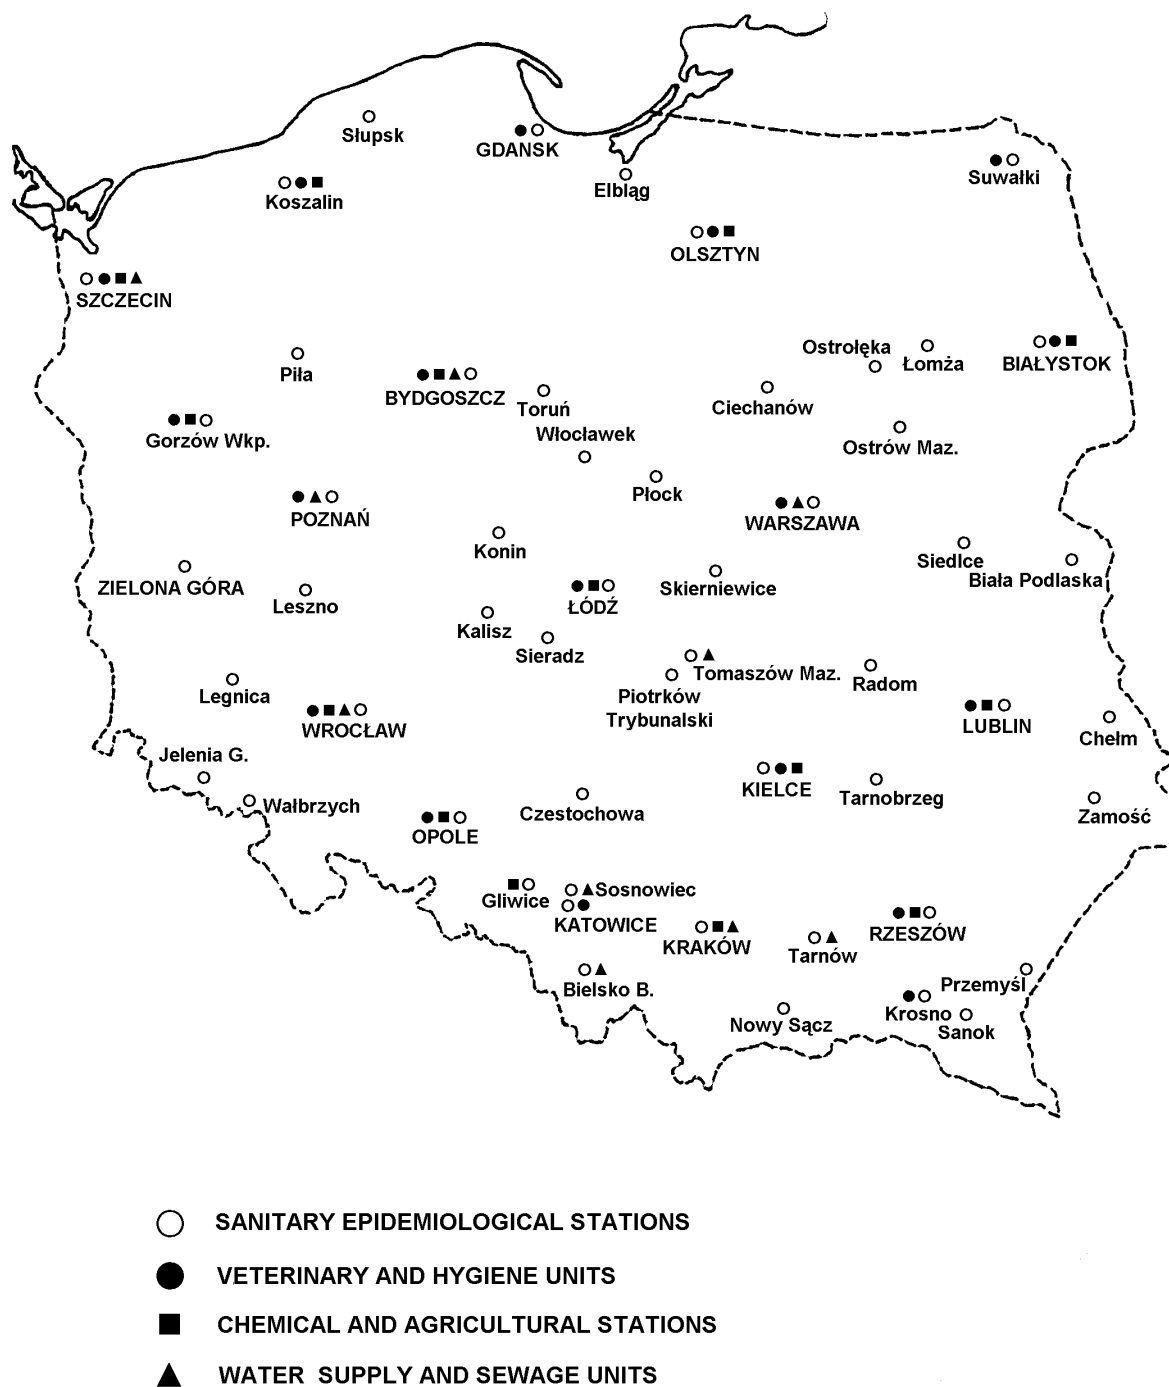 Słupsk
GDANSK
Elbląg
Suwałki
Koszalin
OLSZTYN
SZCZECIN
Ostrołęka
Łomża
BIAŁYSTOK
Piła
BYDGOSZCZ
Toruń
Ciechanów
Włocławek
Gorzów Wkp.
Ostrów Maz.
Płock
POZNAŃ
WARSZAWA
Konin
Siedlce
Biała Podlaska
ZIELONA GÓRA
Leszno
ŁÓDŹ
Skierniewice
Kalisz
Sieradz
Tomaszów Maz.
Radom
Legnica
Piotrków
Trybunalski
WROCŁAW
LUBLIN
Chełm
Jelenia G.
KIELCE
Wałbrzych
Czestochowa
Tarnobrzeg
Zamość
OPOLE
Gliwice
Sosnowiec
KATOWICE
KRAKÓW
RZESZÓW
Tarnów
Bielsko B.
Przemyśl
Krosno
Nowy Sącz
Sanok
SANITARY EPIDEMIOLOGICAL STATIONS
VETERINARY AND HYGIENE UNITS
CHEMICAL AND AGRICULTURAL STATIONS
WATER SUPPLY AND SEWAGE UNITS